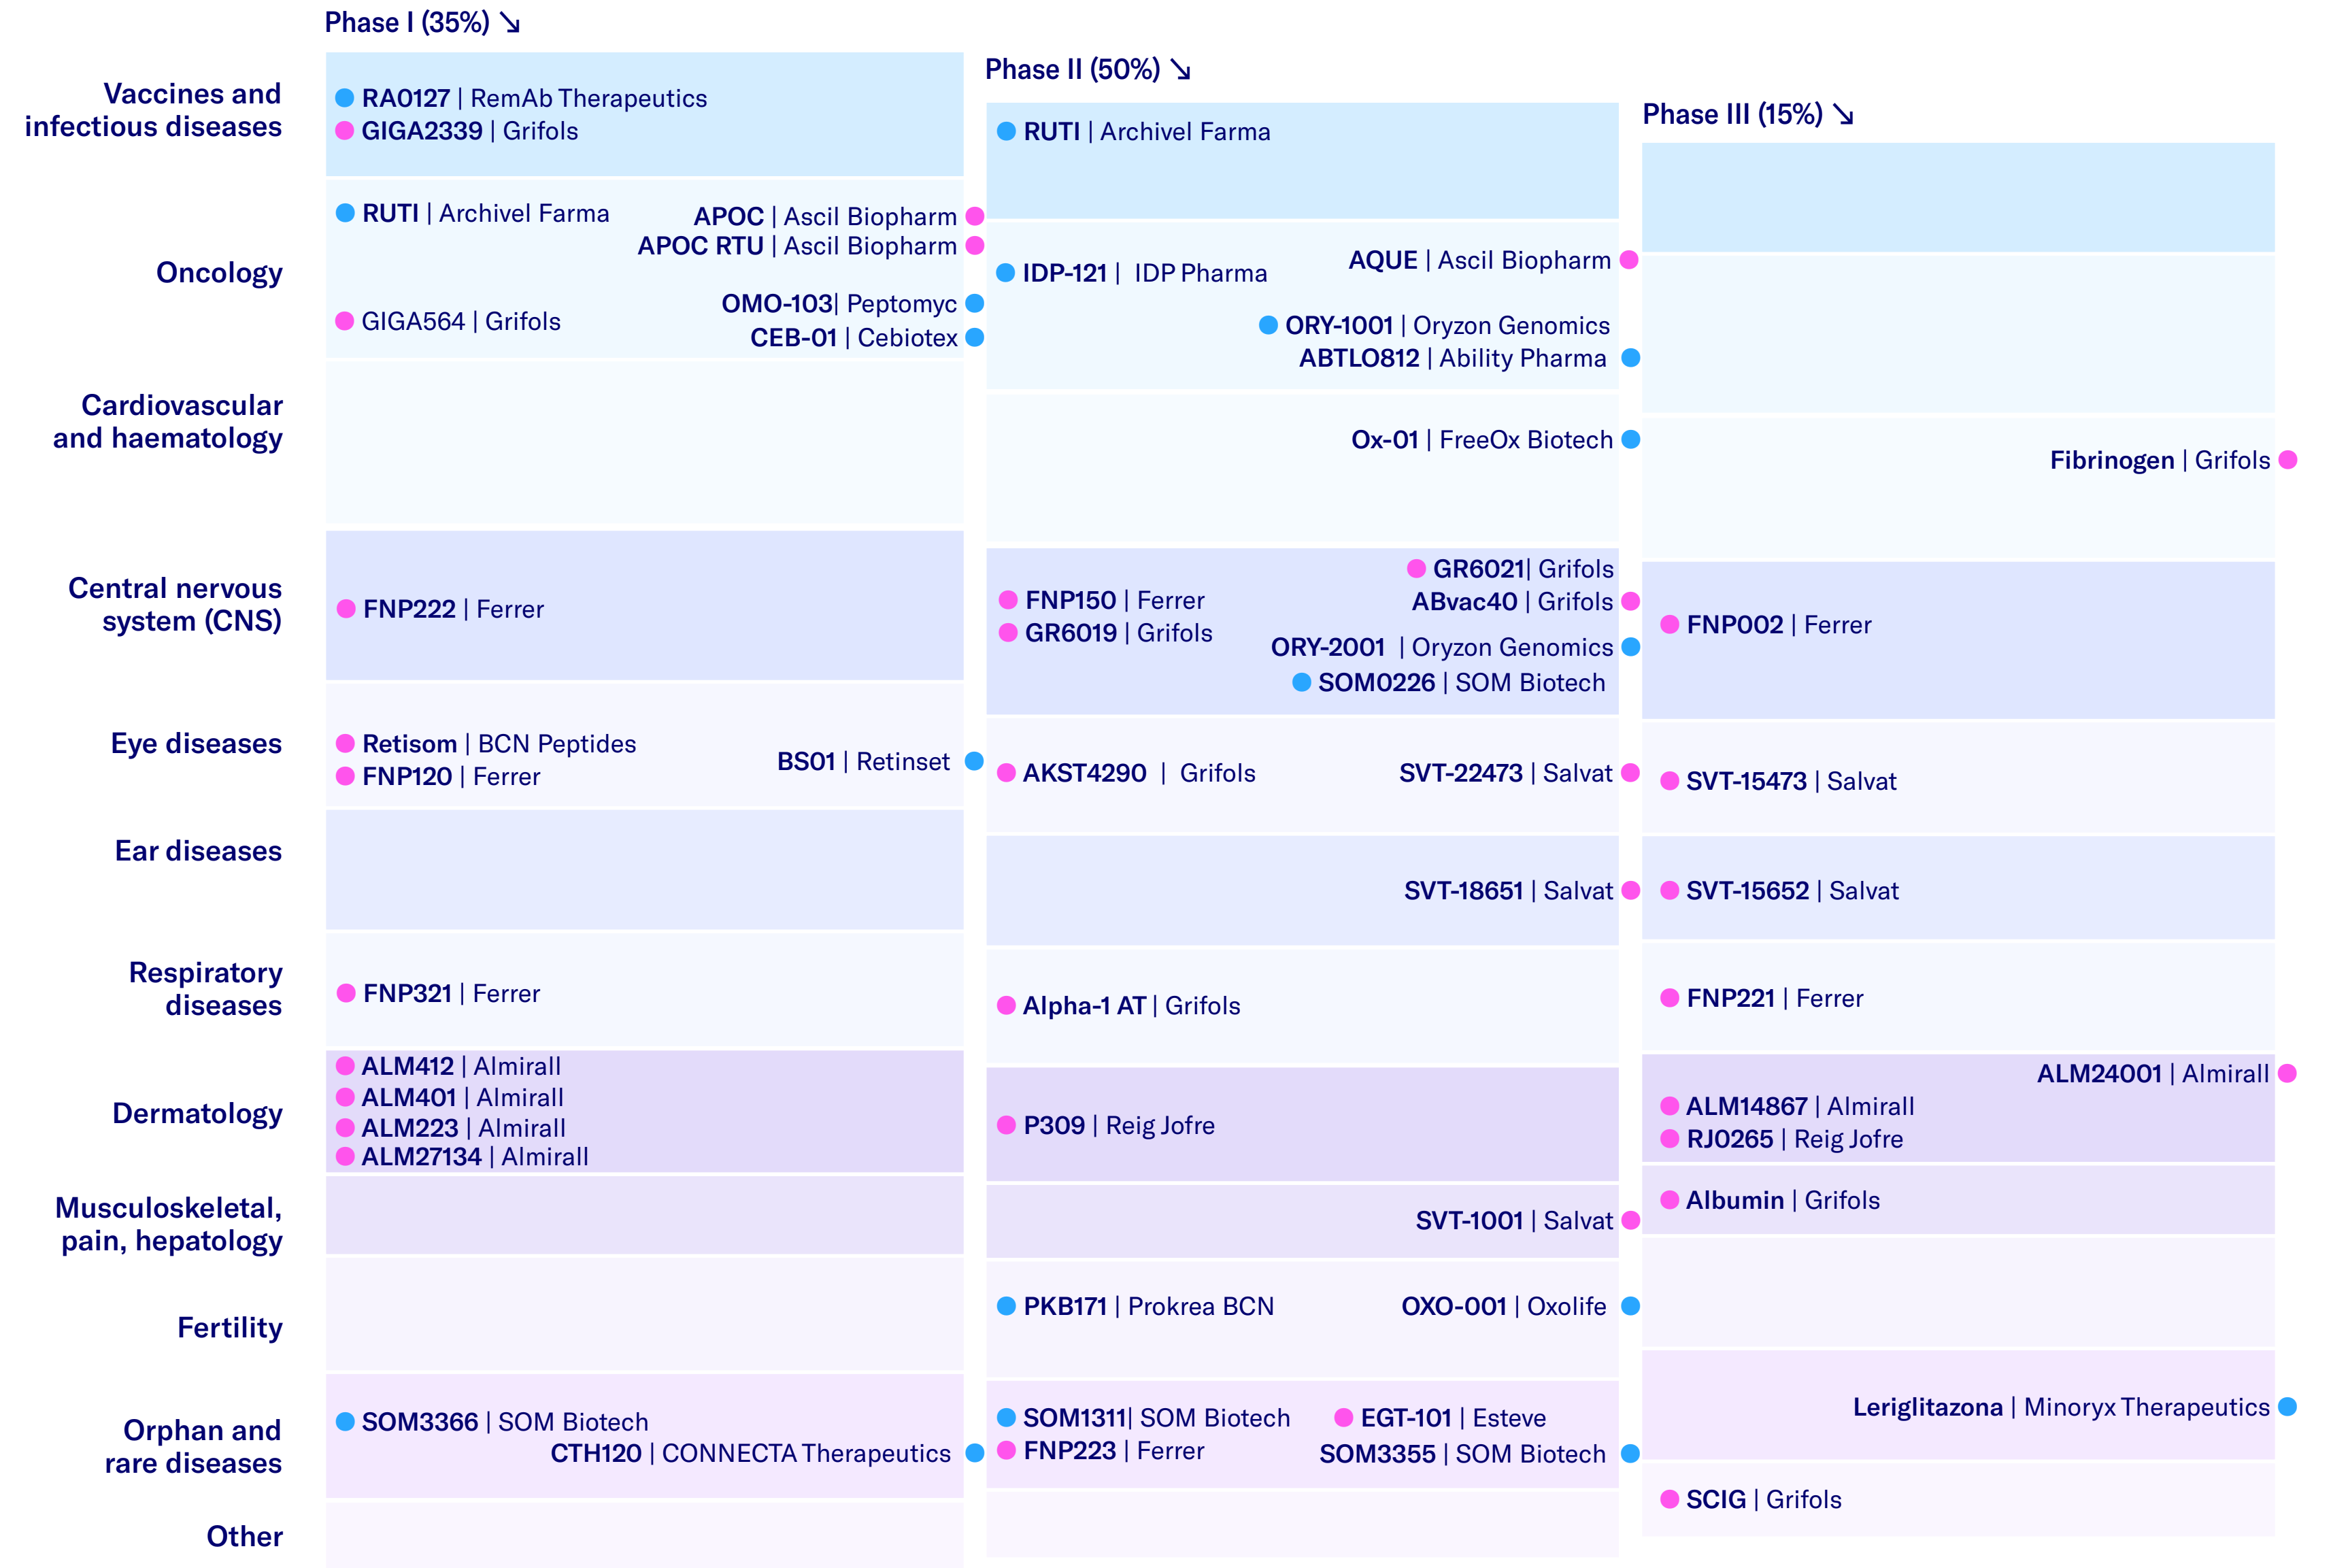 Phase I (35%) ↘
Phase II (50%) ↘
Phase III (15%) ↘
Vaccines and
infectious diseases
RA0127 | RemAb Therapeutics
GIGA2339 | Grifols
RUTI | Archivel Farma
Oncology
RUTI | Archivel Farma
APOC | Ascil Biopharm
APOC RTU | Ascil Biopharm
GIGA564 | Grifols
OMO-103| Peptomyc
CEB-01 | Cebiotex
IDP-121 | IDP Pharma
AQUE | Ascil Biopharm
ORY-1001 | Oryzon Genomics
ABTLO812 | Ability Pharma
Cardiovascular
and haematology
Ox-01 | FreeOx Biotech
Fibrinogen | Grifols
Central nervous
system (CNS)
FNP222 | Ferrer
FNP150 | Ferrer
GR6019 | Grifols
GR6021| Grifols
ABvac40 | Grifols
ORY-2001 | Oryzon Genomics
SOM0226 | SOM Biotech
FNP002 | Ferrer
Eye diseases
Retisom | BCN Peptides
FNP120 | Ferrer
BS01 | Retinset
AKST4290 | Grifols
SVT-22473 | Salvat
SVT-15473 | Salvat
Ear diseases
SVT-18651 | Salvat
SVT-15652 | Salvat
Respiratory
diseases
FNP321 | Ferrer
Alpha-1 AT | Grifols
FNP221 | Ferrer
Dermatology
ALM412 | Almirall
ALM401 | Almirall
ALM223 | Almirall
ALM27134 | Almirall
P309 | Reig Jofre
ALM24001 | Almirall
ALM14867 | Almirall
RJ0265 | Reig Jofre
Musculoskeletal,
pain, hepatology
SVT-1001 | Salvat
Albumin | Grifols
Fertility
PKB171 | Prokrea BCN
OXO-001 | Oxolife
Orphan and
rare diseases
SOM3366 | SOM Biotech
CTH120 | CONNECTA Therapeutics
SOM1311| SOM Biotech
FNP223 | Ferrer
EGT-101 | Esteve
SOM3355 | SOM Biotech
Leriglitazona | Minoryx Therapeutics
Other
SCIG | Grifols